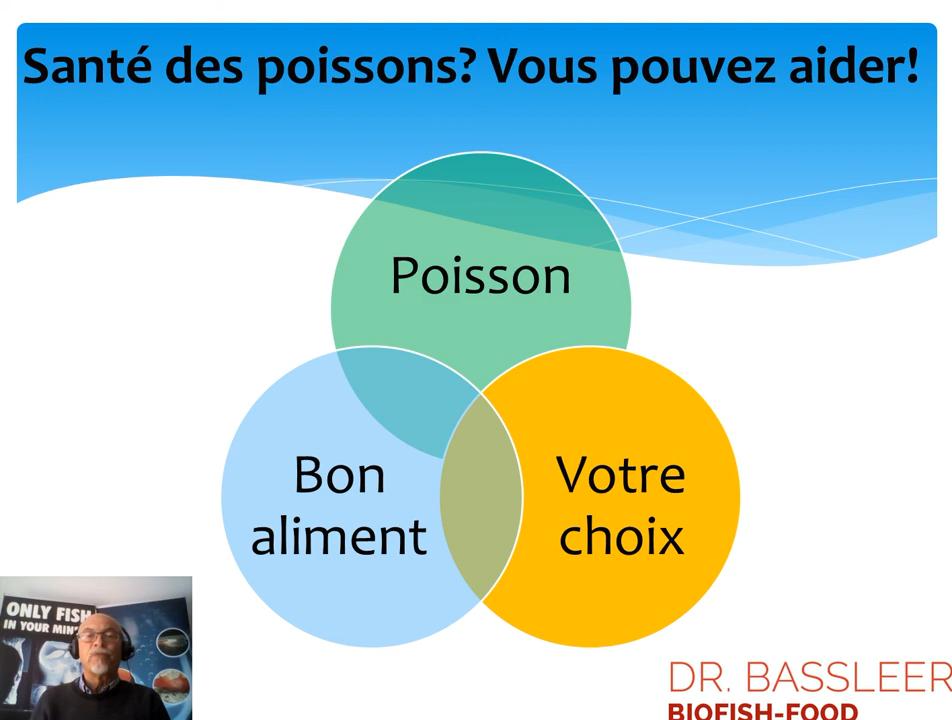 Santé des poissons? Vous pouvez aider!
Poisson
Bon
aliment
Votre
choix
ONLY FISH
IN YOUR MIN
DR. BASSLEER
BIOFISH-FOOD